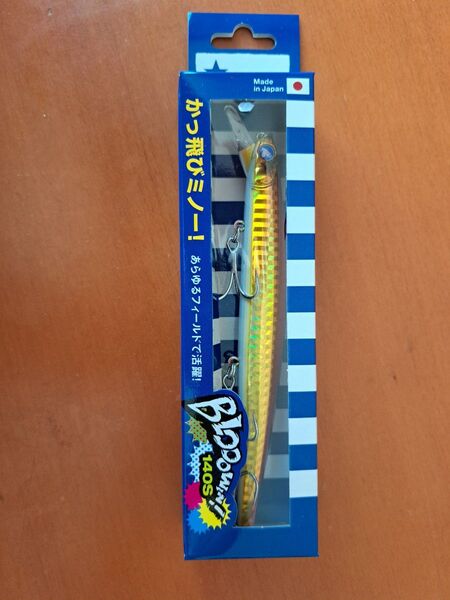 Made
in Japan
かっ飛びミノー!
あらゆるフィールドで活躍!
BLOOOWIN!
140S